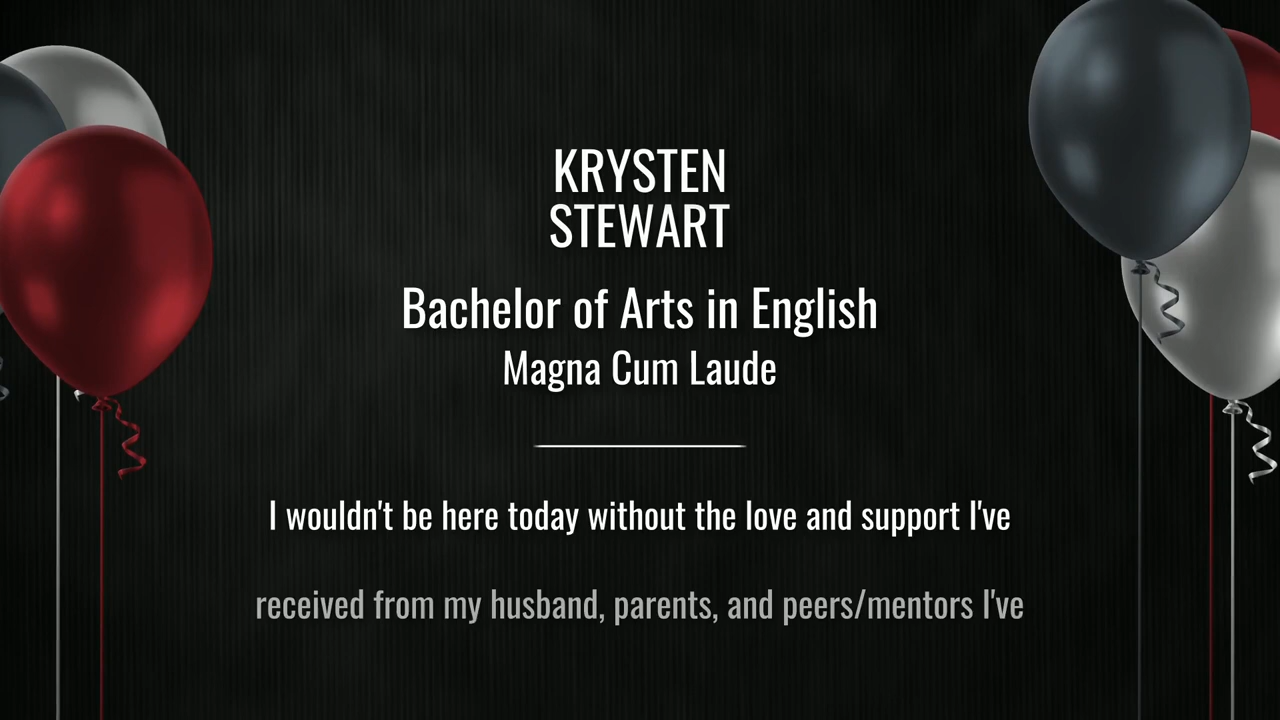 KRYSTEN
STEWART
Bachelor of Arts in English
Magna Cum Laude
I wouldn't be here today without the love and support I've
received from my husband, parents, and peers/mentors I've